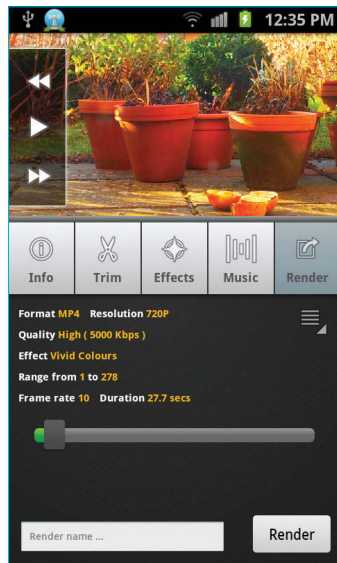 12:35 PM
Info Trim Effects Music Render
Format MP4 Resolution 720P
Quality High ( 5000 Kbps )
Effect Vivid Colours
Range from 1 to 278
Frame rate 10 Duration 27.7 secs
Render name ...
Render